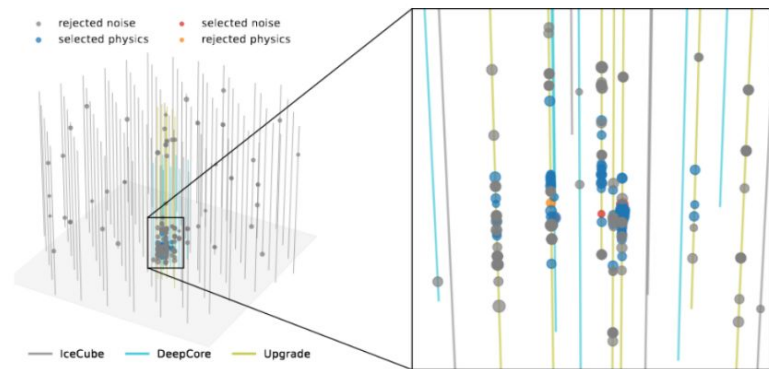 rejected noise selected noise
selected physics rejected physics
IceCube DeepCore Upgrade